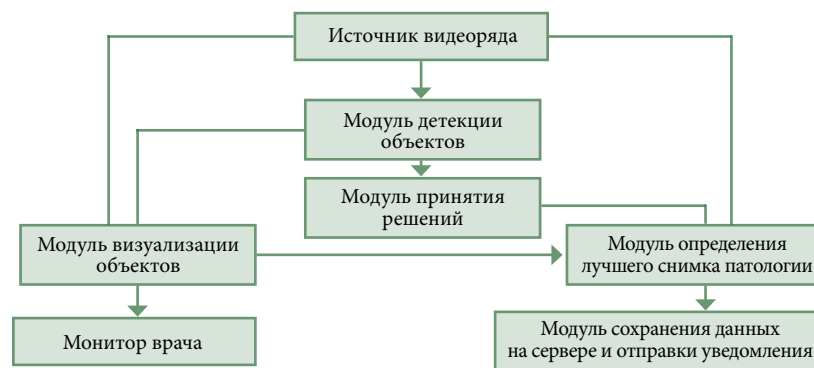 Источник видеоряда
Модуль детекции
объектов
Модуль принятия
решений
Модуль визуализации
объектов
Модуль определения
лучшего снимка патологии
Монитор врача
Модуль сохранения данных
на сервере и отправки уведомления